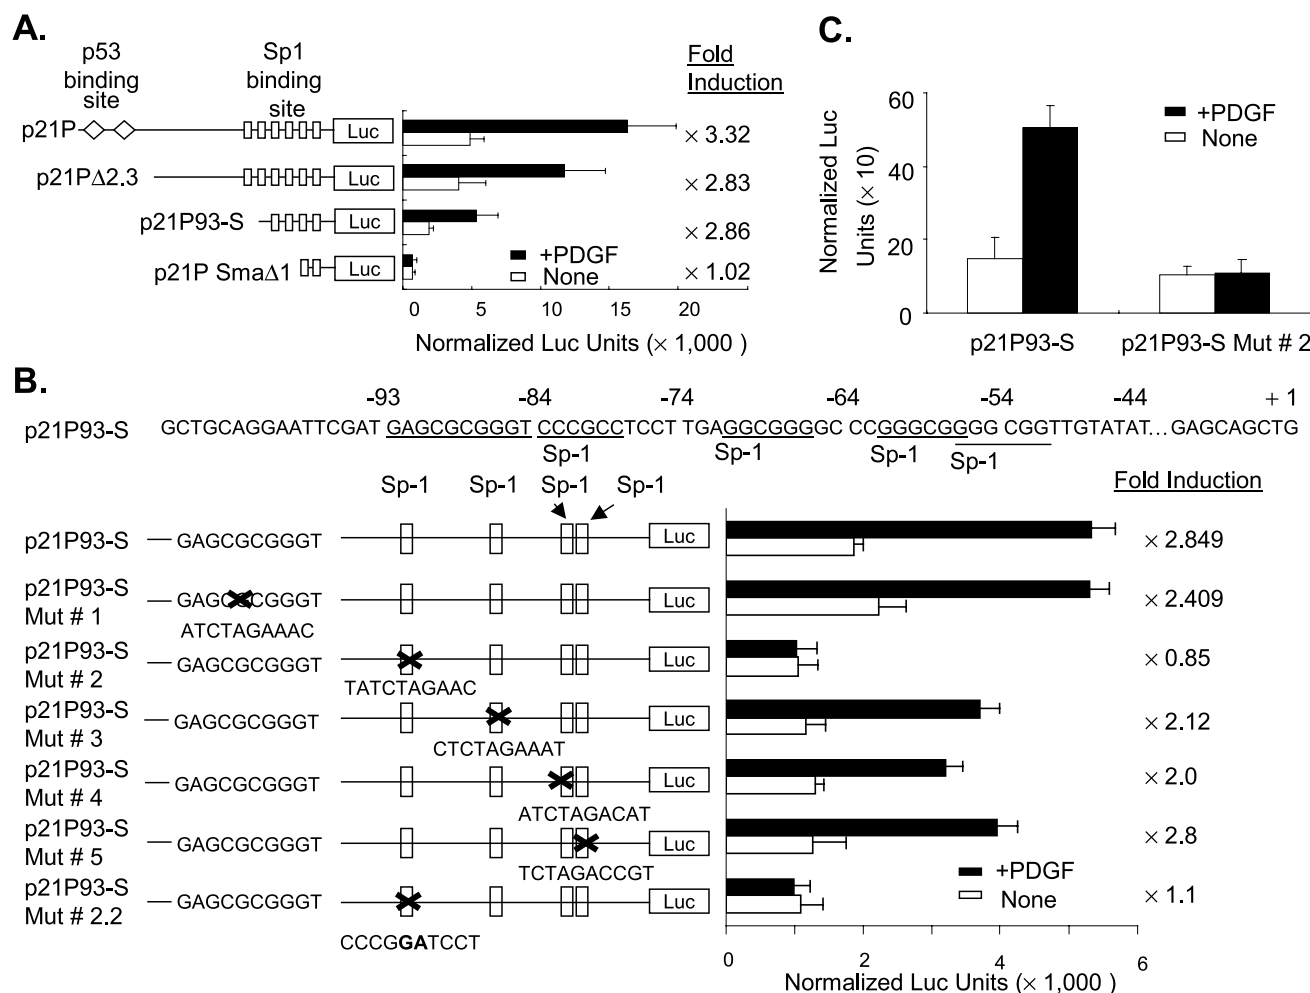 A.
p53
binding
site
Sp1
binding
site
Fold
Induction
p21P
Luc
× 3.32
p21PΔ2.3
Luc
× 2.83
p21P93-S
Luc
× 2.86
p21P SmaΔ1
Luc
× 1.02
+PDGF
None
0 5 10 15 20
Normalized Luc Units (× 1,000 )
C.
Normalized Luc
Units (× 10)
60
40
20
0
+PDGF
None
p21P93-S p21P93-S Mut # 2
B.
-93 -84 -74 -64 -54 -44 + 1
p21P93-S GCTGCAGGAATTCGAT GAGCGCGGGT CCCGCCTCCT TGAGGCGGGGC CCGGGCGGGG CGGTTGTATAT...GAGCAGCTG
Sp-1 Sp-1 Sp-1 Sp-1
Sp-1 Sp-1 Sp-1 Sp-1
Fold Induction
p21P93-S GAGCGCGGGT Luc × 2.849
p21P93-S
Mut # 1
GAGCGCGGGT Luc × 2.409
ATCTAGAAAC
p21P93-S
Mut # 2
GAGCGCGGGT Luc × 0.85
TATCTAGAAC
p21P93-S
Mut # 3
GAGCGCGGGT Luc × 2.12
CTCTAGAAAT
p21P93-S
Mut # 4
GAGCGCGGGT Luc × 2.0
ATCTAGACAT
p21P93-S
Mut # 5
GAGCGCGGGT Luc × 2.8
TCTAGACCGT
p21P93-S
Mut # 2.2
GAGCGCGGGT Luc × 1.1
CCCGGATCCT
+PDGF
None
0 2 4 6
Normalized Luc Units (× 1,000 )